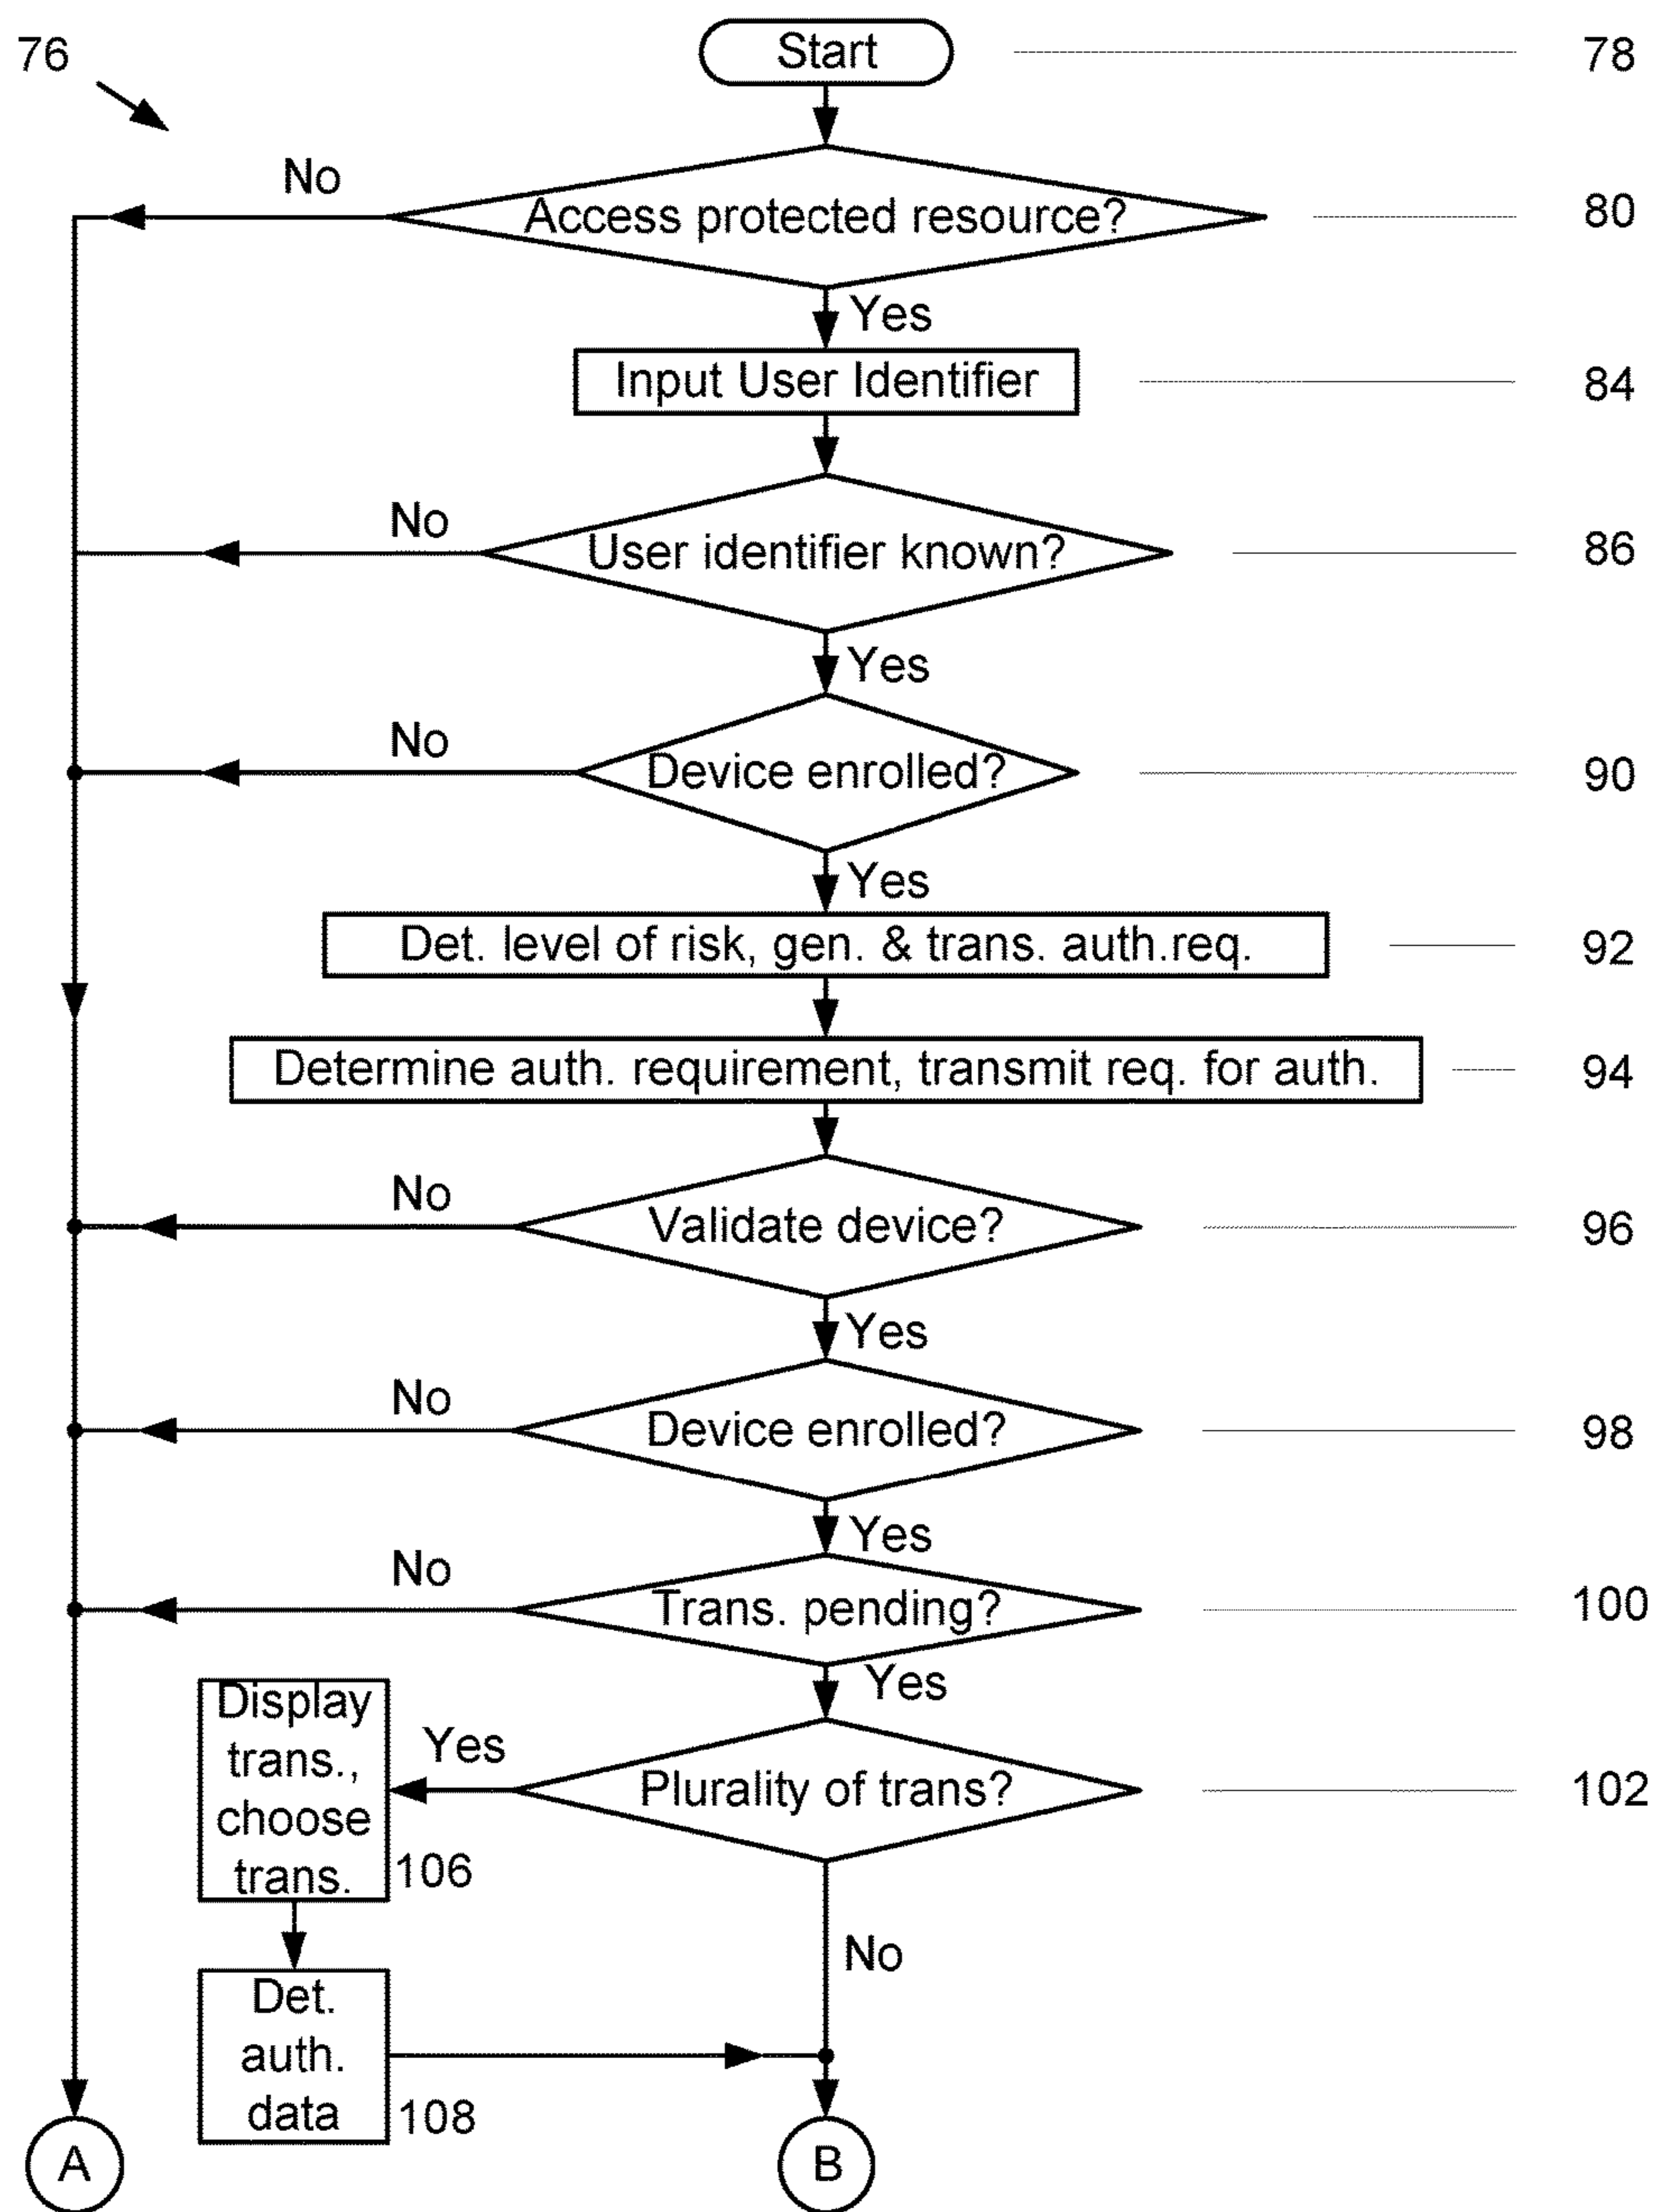 76
Start
78
No
Access protected resource?
80
Yes
Input User Identifier
84
No
User identifier known?
86
Yes
No
Device enrolled?
90
Yes
Det. level of risk, gen. & trans. auth.req.
92
Determine auth. requirement, transmit req. for auth.
94
No
Validate device?
96
Yes
No
Device enrolled?
98
Yes
No
Trans. pending?
100
Yes
Display
trans.,
choose
trans.
106
Yes
Plurality of trans?
102
No
Det.
auth.
data
108
A
B